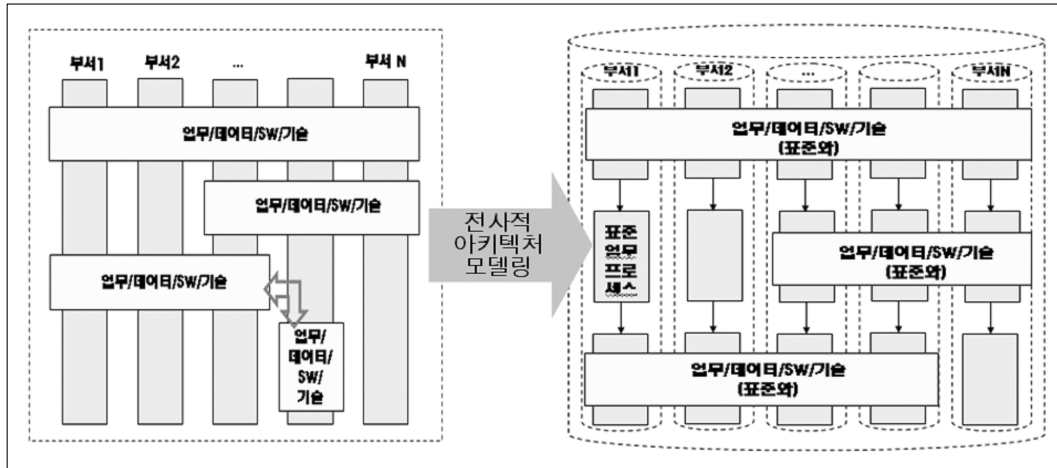 부서1 부서2 ... 부서 N
업무/데이터/SW/기술
업무/데이터/SW/기술
업무/데이터/SW/기술
업무/
데이터/
SW/
기술
전사적
아키텍처
모델링
부서1 부서2 ... 부서N
업무/데이터/SW/기술
(표준화)
표준
업무
프로
세스
업무/데이터/SW/기술
(표준화)
업무/데이터/SW/기술
(표준화)